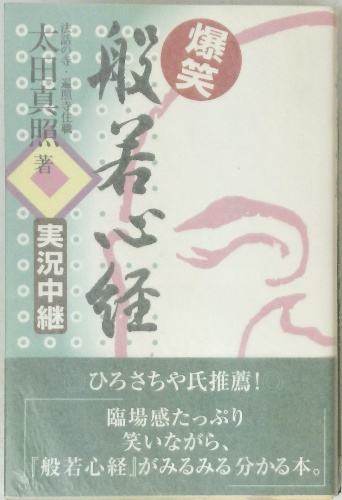 爆笑
般若心経
実況中継
法話の寺・遍照寺住職
太田真照 著
ひろさちや氏推薦!
臨場感たっぷり
笑いながら、
『般若心経』がみるみる分かる本。